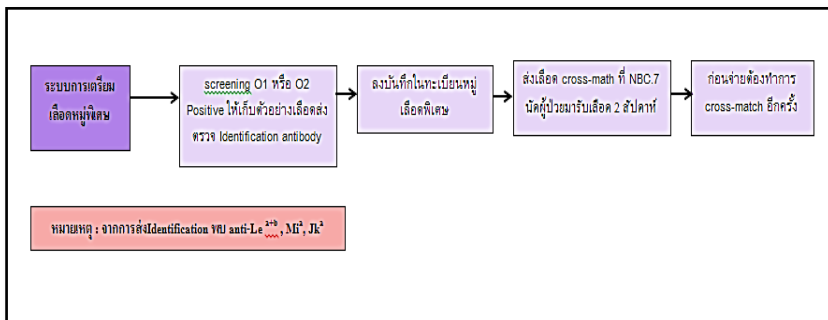 ระบบการเตรียม
เลือดหมู่พิเศษ
screening O1 หรือ O2
Positive ให้เก็บตัวอย่างเลือดส่ง
ตรวจ Identification antibody
ลงบันทึกในทะเบียนหมู่
เลือดพิเศษ
ส่งเลือด cross-math ที่ NBC.7
นัดผู้ป่วยมารับเลือด 2 สัปดาห์
ก่อนจ่ายต้องทำการ
cross-match อีกครั้ง
หมายเหตุ : จากการส่งIdentification พบ anti-Le ᵃ⁺ᵇ , Miᵃ, Jkᵃ